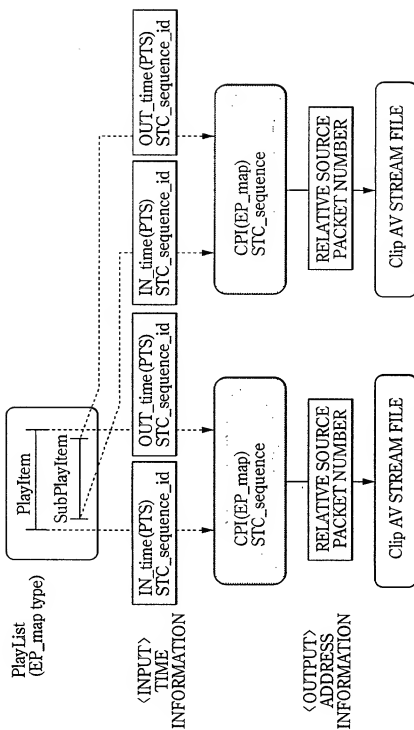 PlayList
(EP_map type)
PlayItem
SubPlayItem
<INPUT>
TIME
INFORMATION
IN_time(PTS)
STC_sequence_id
OUT_time(PTS)
STC_sequence_id
IN_time(PTS)
STC_sequence_id
OUT_time(PTS)
STC_sequence_id
CPI(EP_map)
STC_sequence
CPI(EP_map)
STC_sequence
<OUTPUT>
ADDRESS
INFORMATION
RELATIVE SOURCE
PACKET NUMBER
RELATIVE SOURCE
PACKET NUMBER
Clip AV STREAM FILE
Clip AV STREAM FILE